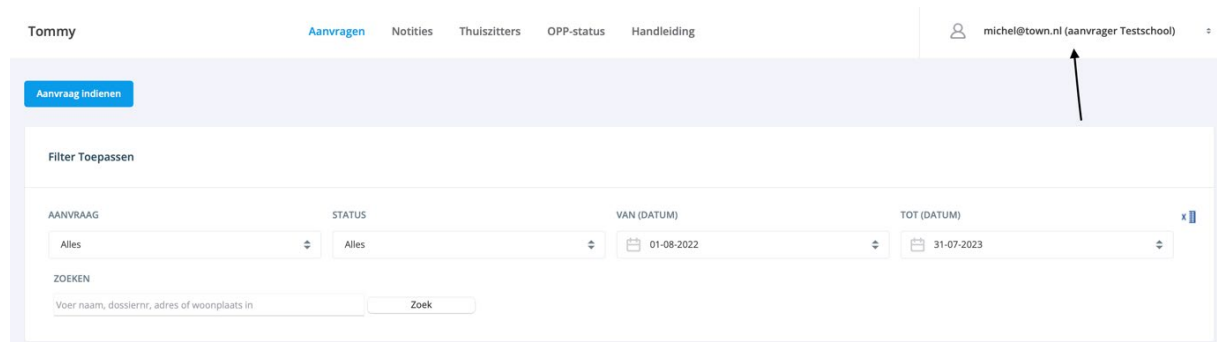 Tommy Aanvragen Notities Thuiszitters OPP-status Handleiding michel@town.nl (aanvrager Testschool)
Aanvraag Indienen
Filter Toepassen
AANVRAAG STATUS VAN (DATUM) TOT (DATUM)
Alles Alles 01-08-2022 31-07-2023
ZOEKEN
Voer naam, dossiernr, adres of woonplaats in Zoek